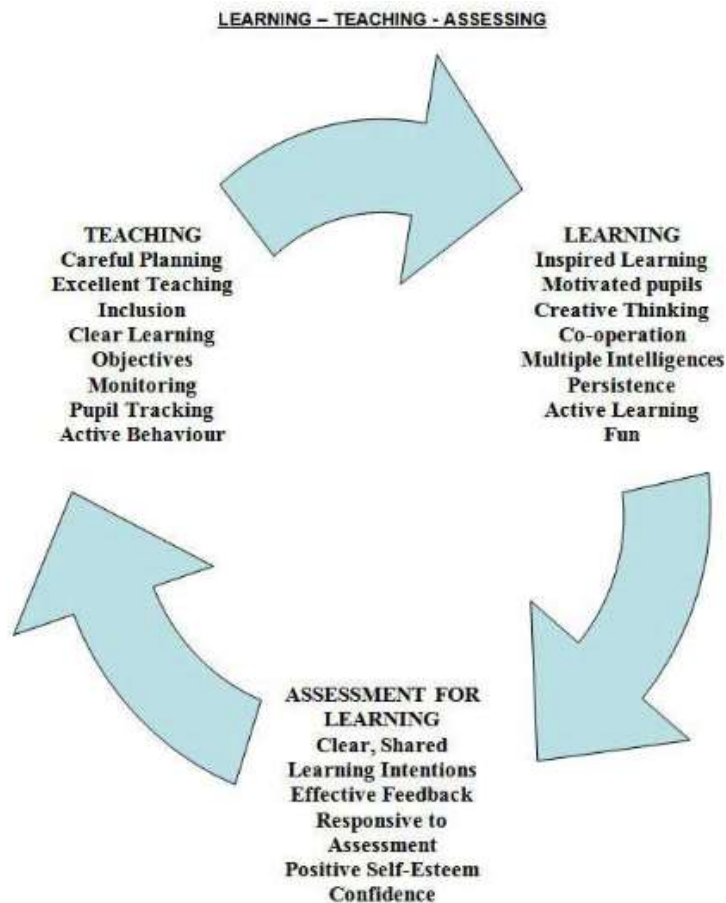 LEARNING – TEACHING - ASSESSING
TEACHING
Careful Planning
Excellent Teaching
Inclusion
Clear Learning
Objectives
Monitoring
Pupil Tracking
Active Behaviour
LEARNING
Inspired Learning
Motivated pupils
Creative Thinking
Co-operation
Multiple Intelligences
Persistence
Active Learning
Fun
ASSESSMENT FOR
LEARNING
Clear, Shared
Learning Intentions
Effective Feedback
Responsive to
Assessment
Positive Self-Esteem
Confidence